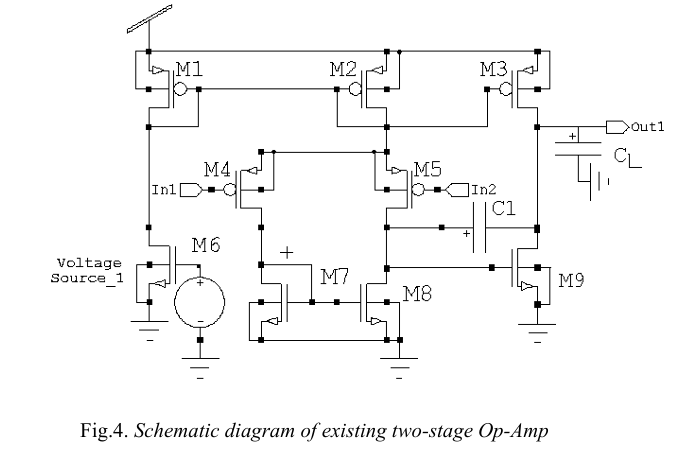 M1
M2
M3
Out1
CL
M4
M5
In1
In2
C1
M6
Voltage
Source_1
M7
M8
M9
Fig.4. Schematic diagram of existing two-stage Op-Amp